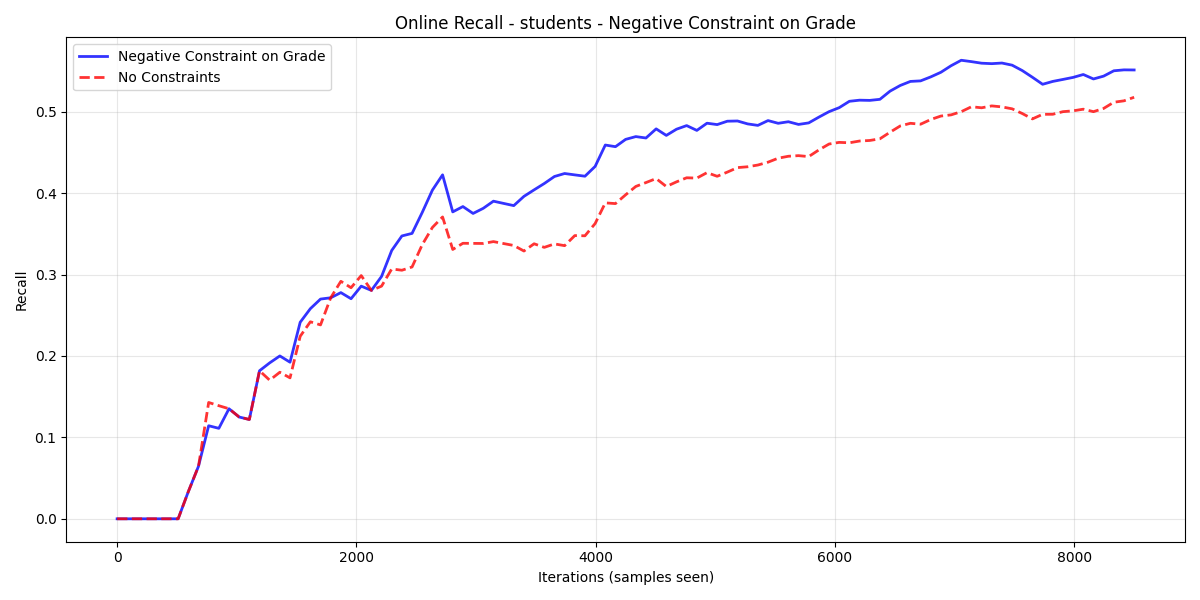 Online Recall - students - Negative Constraint on Grade
Negative Constraint on Grade
No Constraints
Recall
0.5
0.4
0.3
0.2
0.1
0.0
0
2000
4000
6000
8000
Iterations (samples seen)